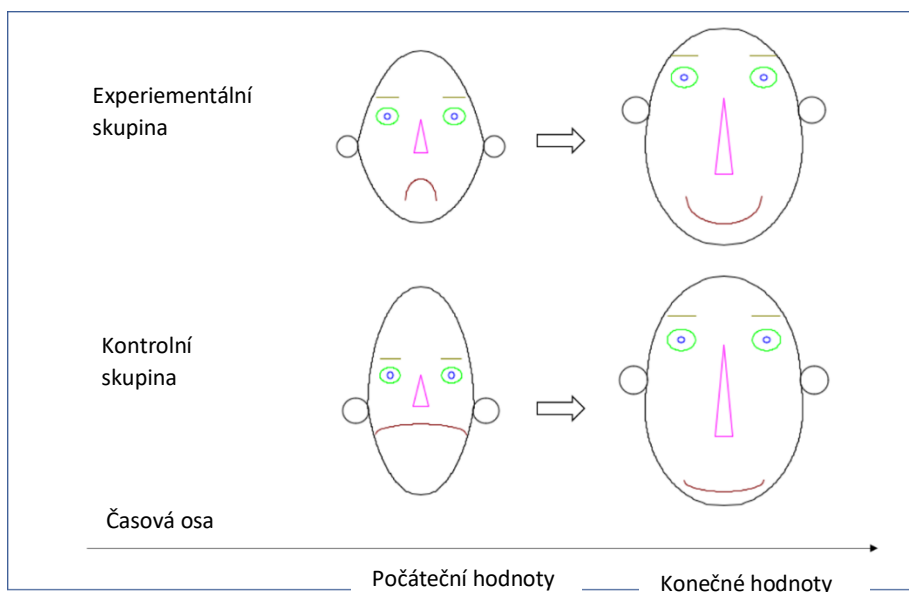 Experiementální
skupina
Kontrolní
skupina
Časová osa
Počáteční hodnoty
Konečné hodnoty